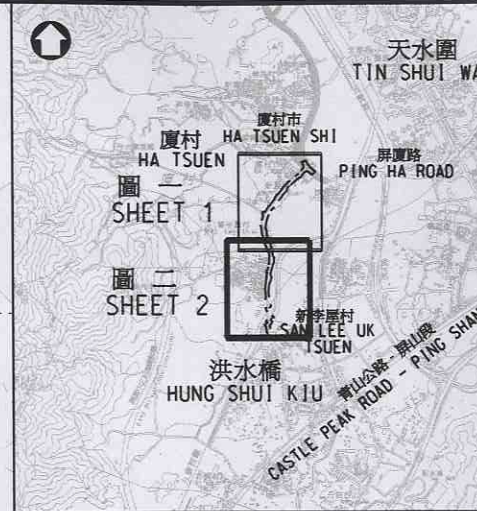 天水圍
TIN SHUI WA
廈村市
HA TSUEN SHI
廈村
HA TSUEN
屏廈路
PING HA ROAD
圖一
SHEET 1
圖二
SHEET 2
新李屋村
SAN LEE UK
TSUEN
洪水橋
HUNG SHUI KIU
青山公路-屏山段
CASTLE PEAK ROAD - PING SHAN